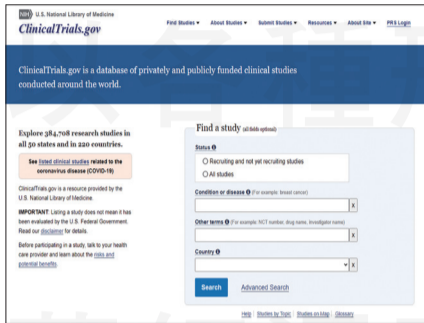 NIH U.S. National Library of Medicine
ClinicalTrials.gov
Find Studies ▾ About Studies ▾ Submit Studies ▾ Resources ▾ About Site ▾ PRS Login
ClinicalTrials.gov is a database of privately and publicly funded clinical studies
conducted around the world.
Explore 384,708 research studies in
all 50 states and in 220 countries.
See listed clinical studies related to the
coronavirus disease (COVID-19)
ClinicalTrials.gov is a resource provided by the
U.S. National Library of Medicine.
IMPORTANT: Listing a study does not mean it has
been evaluated by the U.S. Federal Government.
Read our disclaimer for details.
Before participating in a study, talk to your health
care provider and learn about the risks and
potential benefits.
Find a study (all fields optional)
Status
Recruiting and not yet recruiting studies
All studies
Condition or disease (For example: breast cancer)
X
Other terms (For example: NCT number, drug name, investigator name)
X
Country
X
Search Advanced Search
Help | Studies by Topic | Studies on Map | Glossary